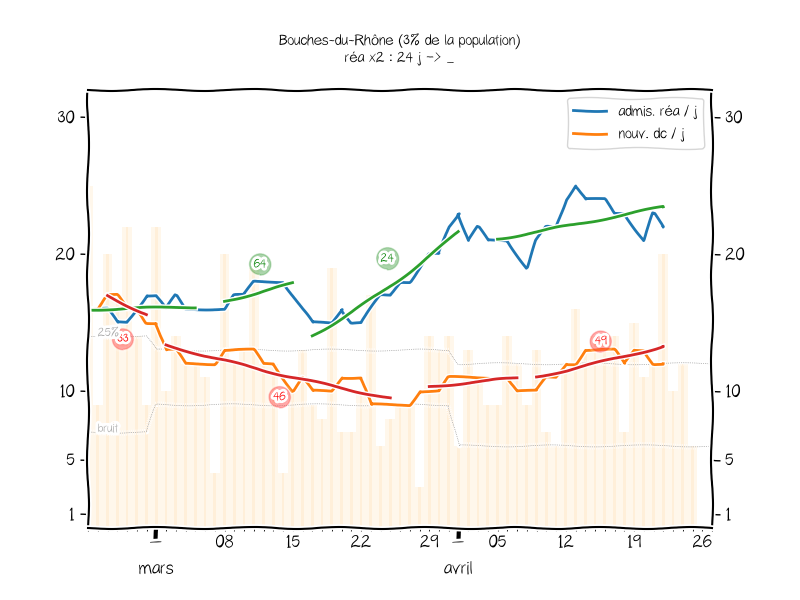 Bouches-du-Rhône (3% de la population)
réa x2 : 24 j -> _
admis. réa / j
nouv. dc / j
30
30
20
20
10
10
5
5
1
1
64
24
33
46
49
25%
bruit
1 08 15 22 29 1 05 12 19 26
mars avril